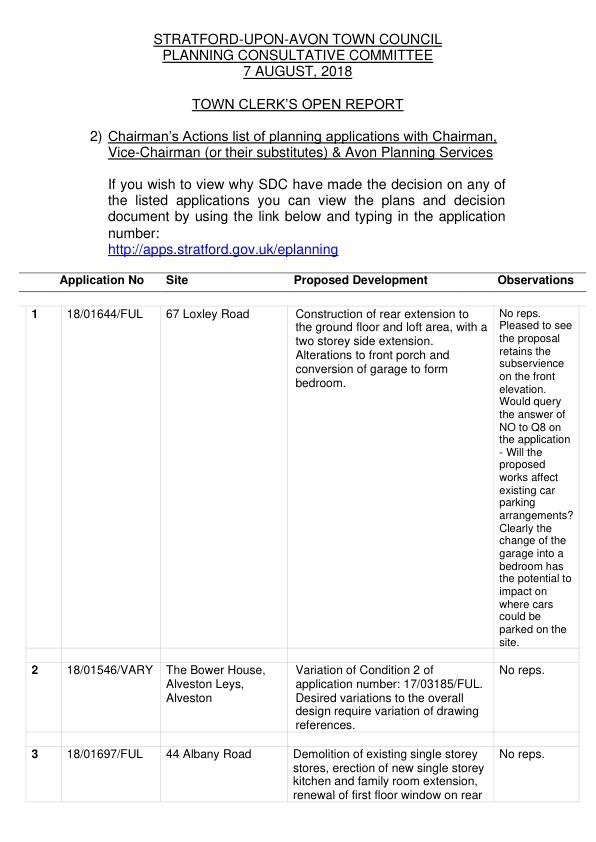 STRATFORD-UPON-AVON TOWN COUNCIL
PLANNING CONSULTATIVE COMMITTEE
7 AUGUST, 2018
TOWN CLERK'S OPEN REPORT
2) Chairman's Actions list of planning applications with Chairman,
Vice-Chairman (or their substitutes) & Avon Planning Services
If you wish to view why SDC have made the decision on any of
the listed applications you can view the plans and decision
document by using the link below and typing in the application
number:
http://apps.stratford.gov.uk/eplanning
Application No Site Proposed Development Observations
1 18/01644/FUL 67 Loxley Road
Construction of rear extension to
the ground floor and loft area, with a
two storey side extension.
Alterations to front porch and
conversion of garage to form
bedroom.
No reps.
Pleased to see
the proposal
retains the
subservience
on the front
elevation.
Would query
the answer of
NO to Q8 on
the application
- Will the
proposed
works affect
existing car
parking
arrangements?
Clearly the
change of the
garage into a
bedroom has
the potential to
impact on
where cars
could be
parked on the
site.
2 18/01546/VARY
The Bower House,
Alveston Leys,
Alveston
Variation of Condition 2 of
application number: 17/03185/FUL.
Desired variations to the overall
design require variation of drawing
references.
No reps.
3 18/01697/FUL 44 Albany Road
Demolition of existing single storey
stores, erection of new single storey
kitchen and family room extension,
renewal of first floor window on rear
No reps.